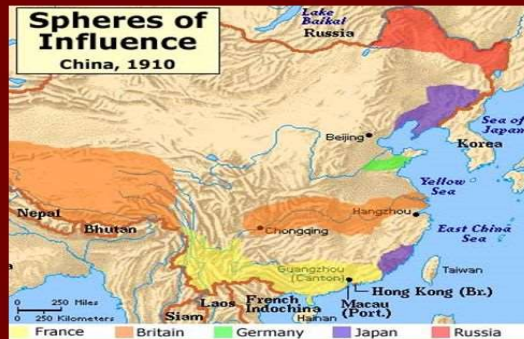 Spheres of
Influence
China, 1910
Lake
Baikal
Russia
Sea of
Japan
Beijing
Korea
Yellow
Sea
Nepal
Bhutan
Hangzhou
Chongqing
East China
Sea
Guangzhou
(Canton)
Taiwan
Hong Kong (Br.)
Macau
(Port.)
Laos
French
Indochina
Siam
Hainan
0 250 Miles
0 250 Kilometers
France Britain Germany Japan Russia